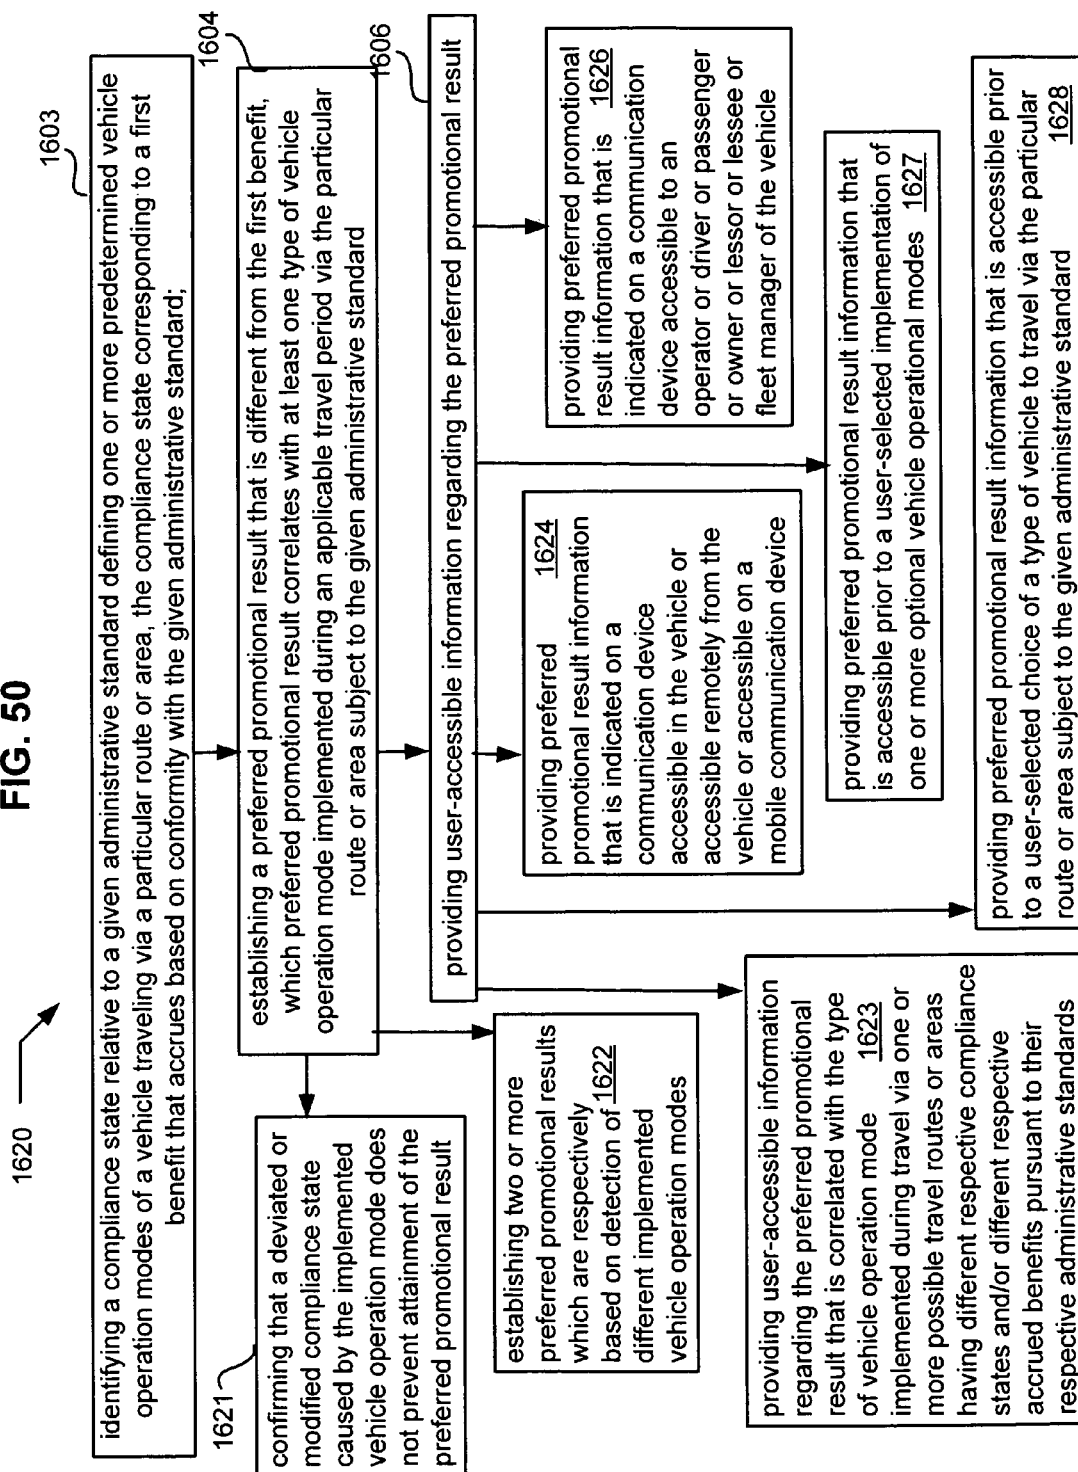 FIG. 50
1620
1603
identifying a compliance state relative to a given administrative standard defining one or more predetermined vehicle
operation modes of a vehicle traveling via a particular route or area, the compliance state corresponding to a first
benefit that accrues based on conformity with the given administrative standard;
1604
establishing a preferred promotional result that is different from the first benefit,
which preferred promotional result correlates with at least one type of vehicle
operation mode implemented during an applicable travel period via the particular
route or area subject to the given administrative standard
1606
providing user-accessible information regarding the preferred promotional result
1621
confirming that a deviated or
modified compliance state
caused by the implemented
vehicle operation mode does
not prevent attainment of the
preferred promotional result
establishing two or more
preferred promotional results
which are respectively
based on detection of 1622
different implemented
vehicle operation modes
providing user-accessible information
regarding the preferred promotional
result that is correlated with the type
of vehicle operation mode 1623
implemented during travel via one or
more possible travel routes or areas
having different respective compliance
states and/or different respective
accrued benefits pursuant to their
respective administrative standards
providing preferred 1624
promotional result information
that is indicated on a
communication device
accessible in the vehicle or
accessible remotely from the
vehicle or accessible on a
mobile communication device
providing preferred promotional
result information that is 1626
indicated on a communication
device accessible to an
operator or driver or passenger
or owner or lessor or lessee or
fleet manager of the vehicle
providing preferred promotional result information that
is accessible prior to a user-selected implementation of
one or more optional vehicle operational modes 1627
providing preferred promotional result information that is accessible prior
to a user-selected choice of a type of vehicle to travel via the particular
route or area subject to the given administrative standard 1628